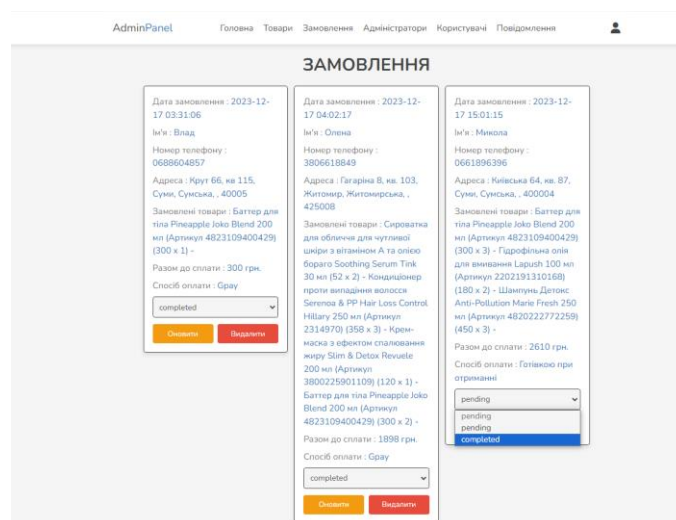 AdminPanel
Головна Товари Замовлення Адміністратори Користувачі Повідомлення
ЗАМОВЛЕННЯ
Дата замовлення : 2023-12-
17 03:31:06
Ім'я : Влад
Номер телефону :
0688604857
Адреса : Крут 66, кв 115,
Суми, Сумська, , 40005
Замовлені товари : Баттер для
тіла Pineapple Joko Blend 200
мл (Артикул 4823109400429)
(300 x 1) -
Разом до сплати : 300 грн.
Спосіб оплати : Gpay
completed
Оновити Видалити
Дата замовлення : 2023-12-
17 04:02:17
Ім'я : Олена
Номер телефону :
3806618849
Адреса : Гагаріна 8, кв. 103,
Житомир, Житомирська, ,
425008
Замовлені товари : Сироватка
для обличчя для чутливої
шкіри з вітаміном А та олією
бораго Soothing Serum Tink
30 мл (52 x 2) - Кондиціонер
проти випадіння волосся
Serenoa & PP Hair Loss Control
Hillary 250 мл (Артикул
2314970) (358 x 3) - Крем-
маска з ефектом спалювання
жиру Slim & Detox Revuele
200 мл (Артикул
3800225901109) (120 x 1) -
Баттер для тіла Pineapple Joko
Blend 200 мл (Артикул
4823109400429) (300 x 2) -
Разом до сплати : 1898 грн.
Спосіб оплати : Gpay
completed
Оновити Видалити
Дата замовлення : 2023-12-
17 15:01:15
Ім'я : Микола
Номер телефону :
0661896396
Адреса : Київська 64, кв. 87,
Суми, Сумська, , 400004
Замовлені товари : Баттер для
тіла Pineapple Joko Blend 200
мл (Артикул 4823109400429)
(300 x 3) - Гідрофільна олія
для вмивання Lapush 100 мл
(Артикул 2202191310168)
(180 x 2) - Шампунь Детокс
Anti-Pollution Marie Fresh 250
мл (Артикул 4820222772259)
(450 x 3) -
Разом до сплати : 2610 грн.
Спосіб оплати : Готівкою при
отриманні
pending
pending
pending
completed